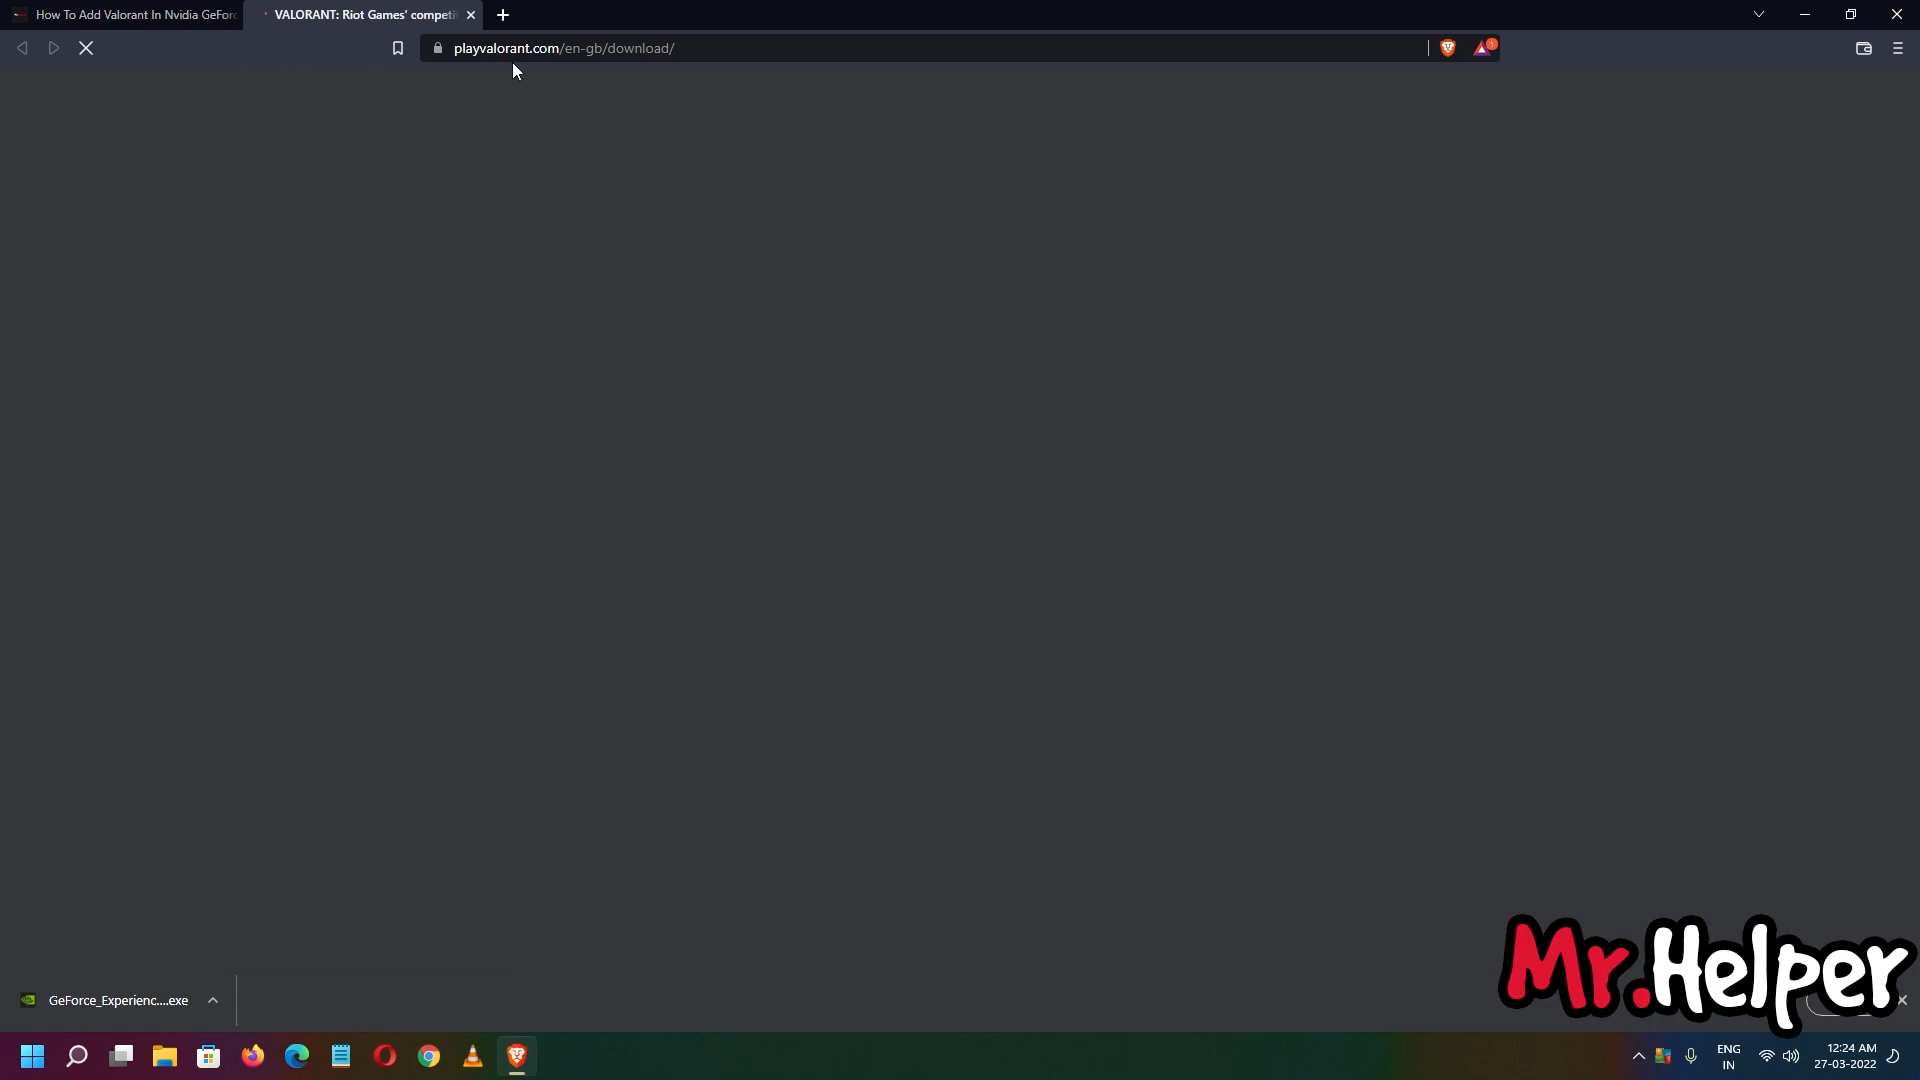 How To Add Valorant In Nvidia GeForc
VALORANT: Riot Games' competi
playvalorant.com/en-gb/download/
1
GeForce_Experienc....exe
Mr.Helper
ENG
IN
12:24 AM
27-03-2022